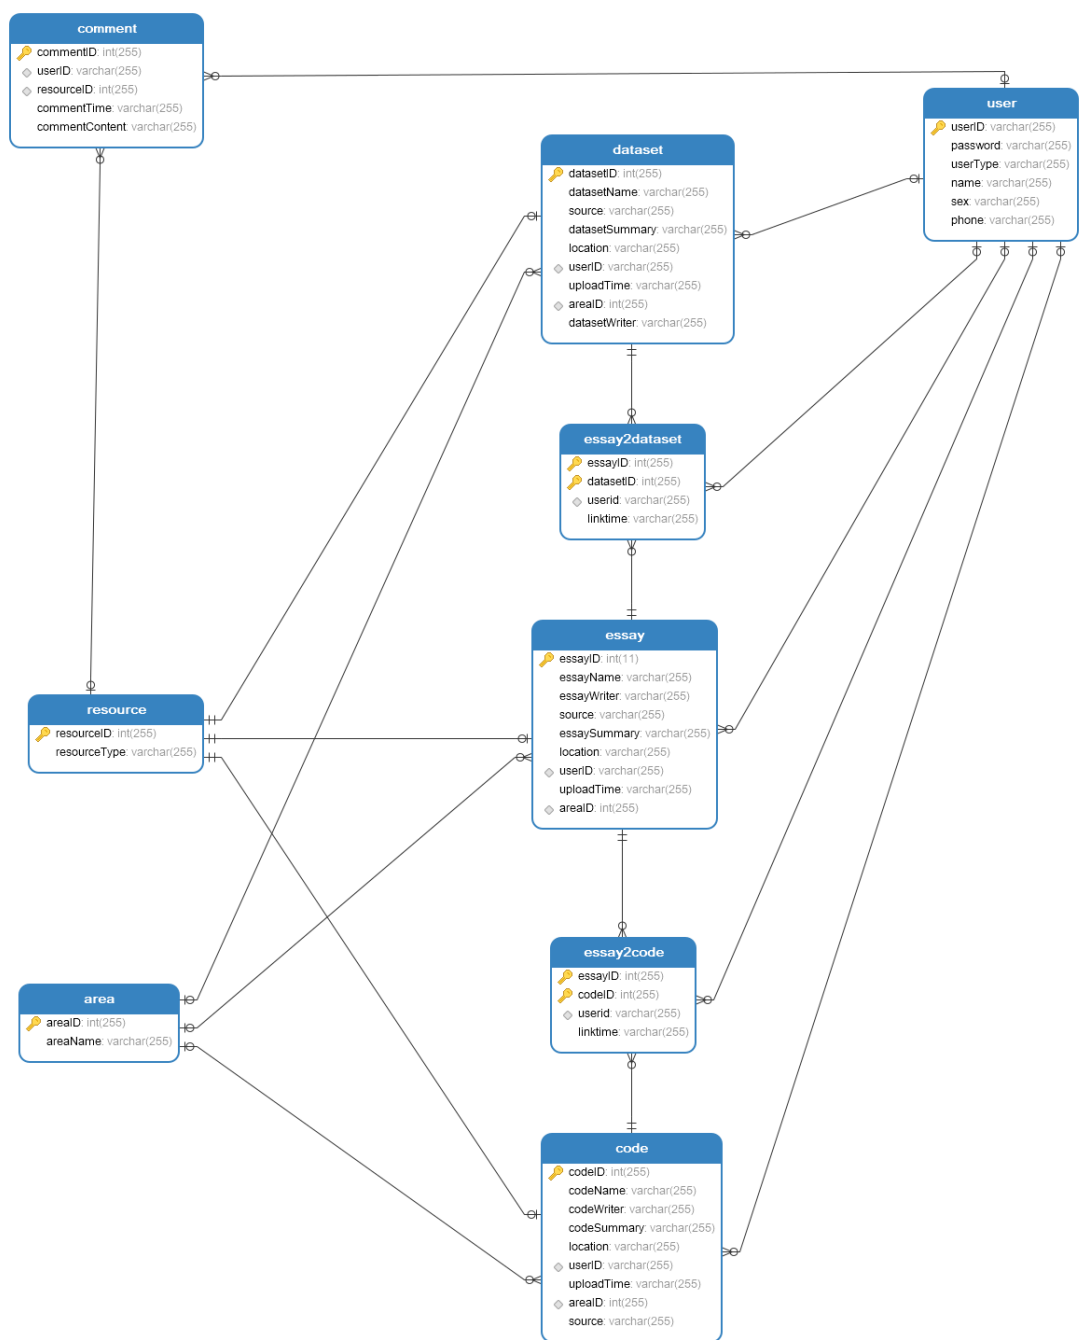 comment
commentID: int(255)
userID: varchar(255)
resourceID: int(255)
commentTime: varchar(255)
commentContent: varchar(255)
user
userID: varchar(255)
password: varchar(255)
userType: varchar(255)
name: varchar(255)
sex: varchar(255)
phone: varchar(255)
dataset
datasetID: int(255)
datasetName: varchar(255)
source: varchar(255)
datasetSummary: varchar(255)
location: varchar(255)
userID: varchar(255)
uploadTime: varchar(255)
areaID: int(255)
datasetWriter: varchar(255)
essay2dataset
essayID: int(255)
datasetID: int(255)
userid: varchar(255)
linktime: varchar(255)
essay
essayID: int(11)
essayName: varchar(255)
essayWriter: varchar(255)
source: varchar(255)
essaySummary: varchar(255)
location: varchar(255)
userID: varchar(255)
uploadTime: varchar(255)
areaID: int(255)
resource
resourceID: int(255)
resourceType: varchar(255)
essay2code
essayID: int(255)
codeID: int(255)
userid: varchar(255)
linktime: varchar(255)
area
areaID: int(255)
areaName: varchar(255)
code
codeID: int(255)
codeName: varchar(255)
codeWriter: varchar(255)
codeSummary: varchar(255)
location: varchar(255)
userID: varchar(255)
uploadTime: varchar(255)
areaID: int(255)
source: varchar(255)